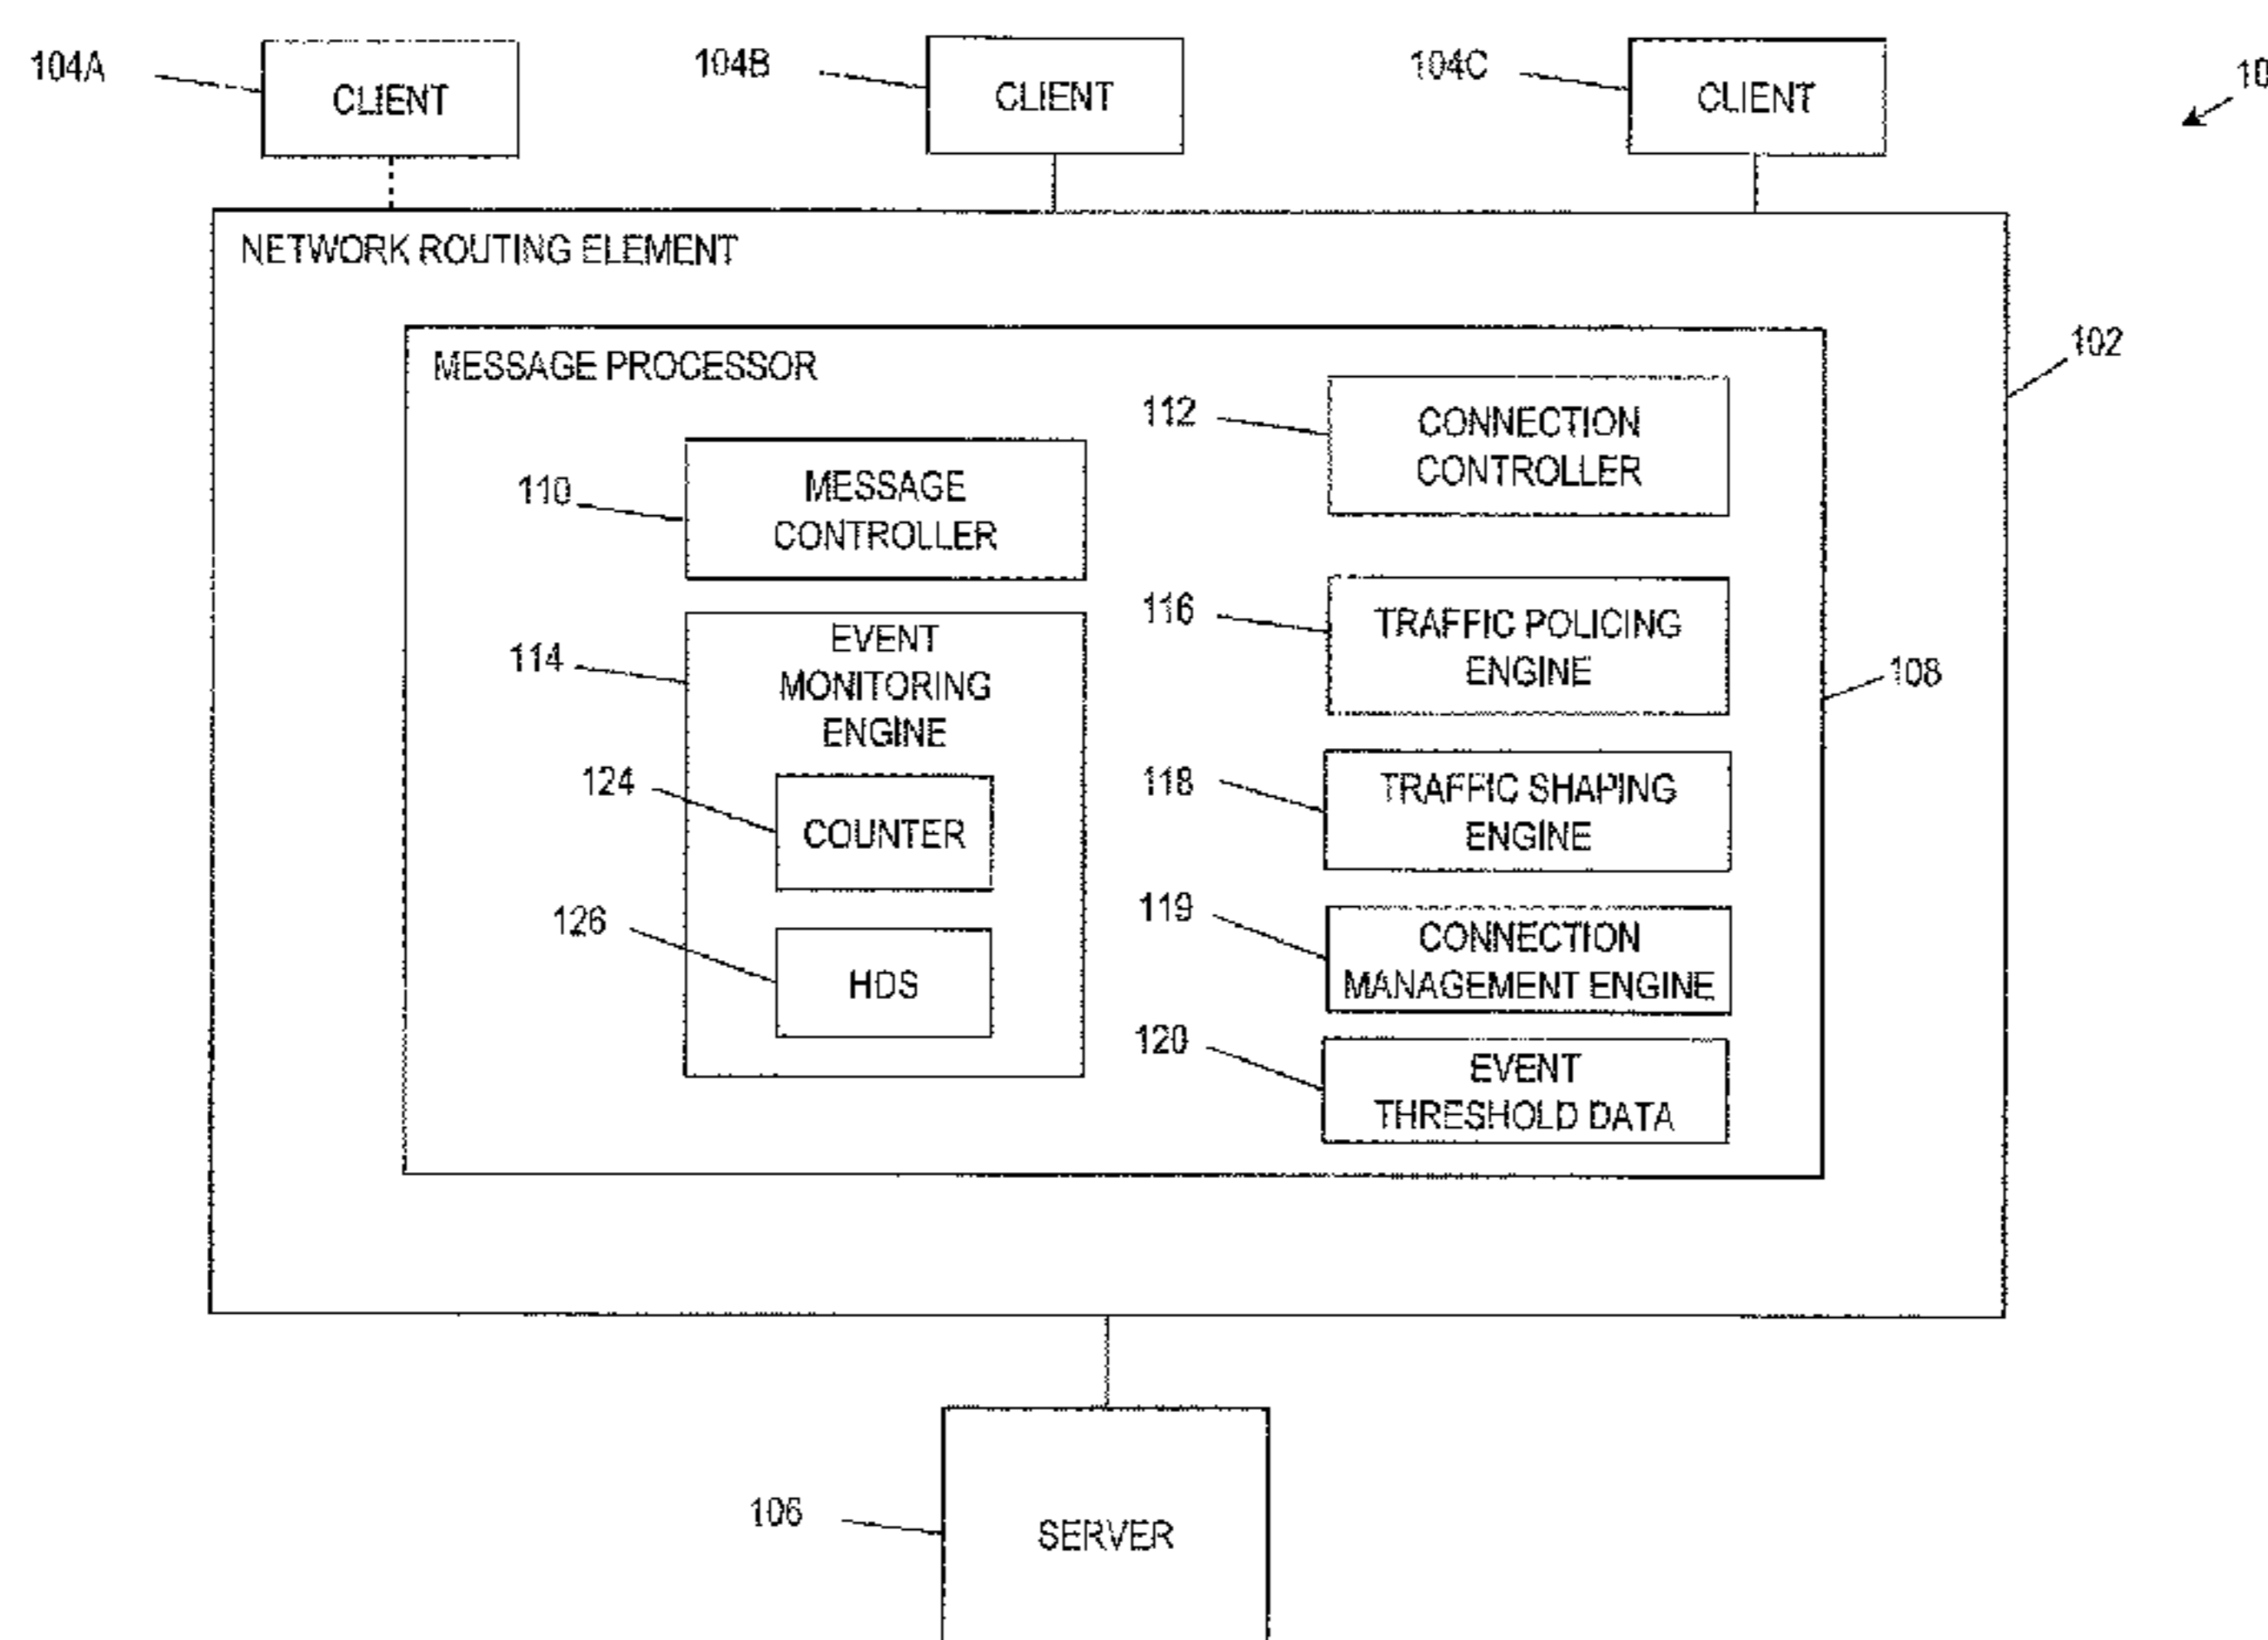 104A
CLIENT
104B
CLIENT
104C
CLIENT
10
NETWORK ROUTING ELEMENT
102
MESSAGE PROCESSOR
110
MESSAGE
CONTROLLER
112
CONNECTION
CONTROLLER
114
EVENT
MONITORING
ENGINE
124
COUNTER
126
HDS
116
TRAFFIC POLICING
ENGINE
108
118
TRAFFIC SHAPING
ENGINE
119
CONNECTION
MANAGEMENT ENGINE
120
EVENT
THRESHOLD DATA
106
SERVER